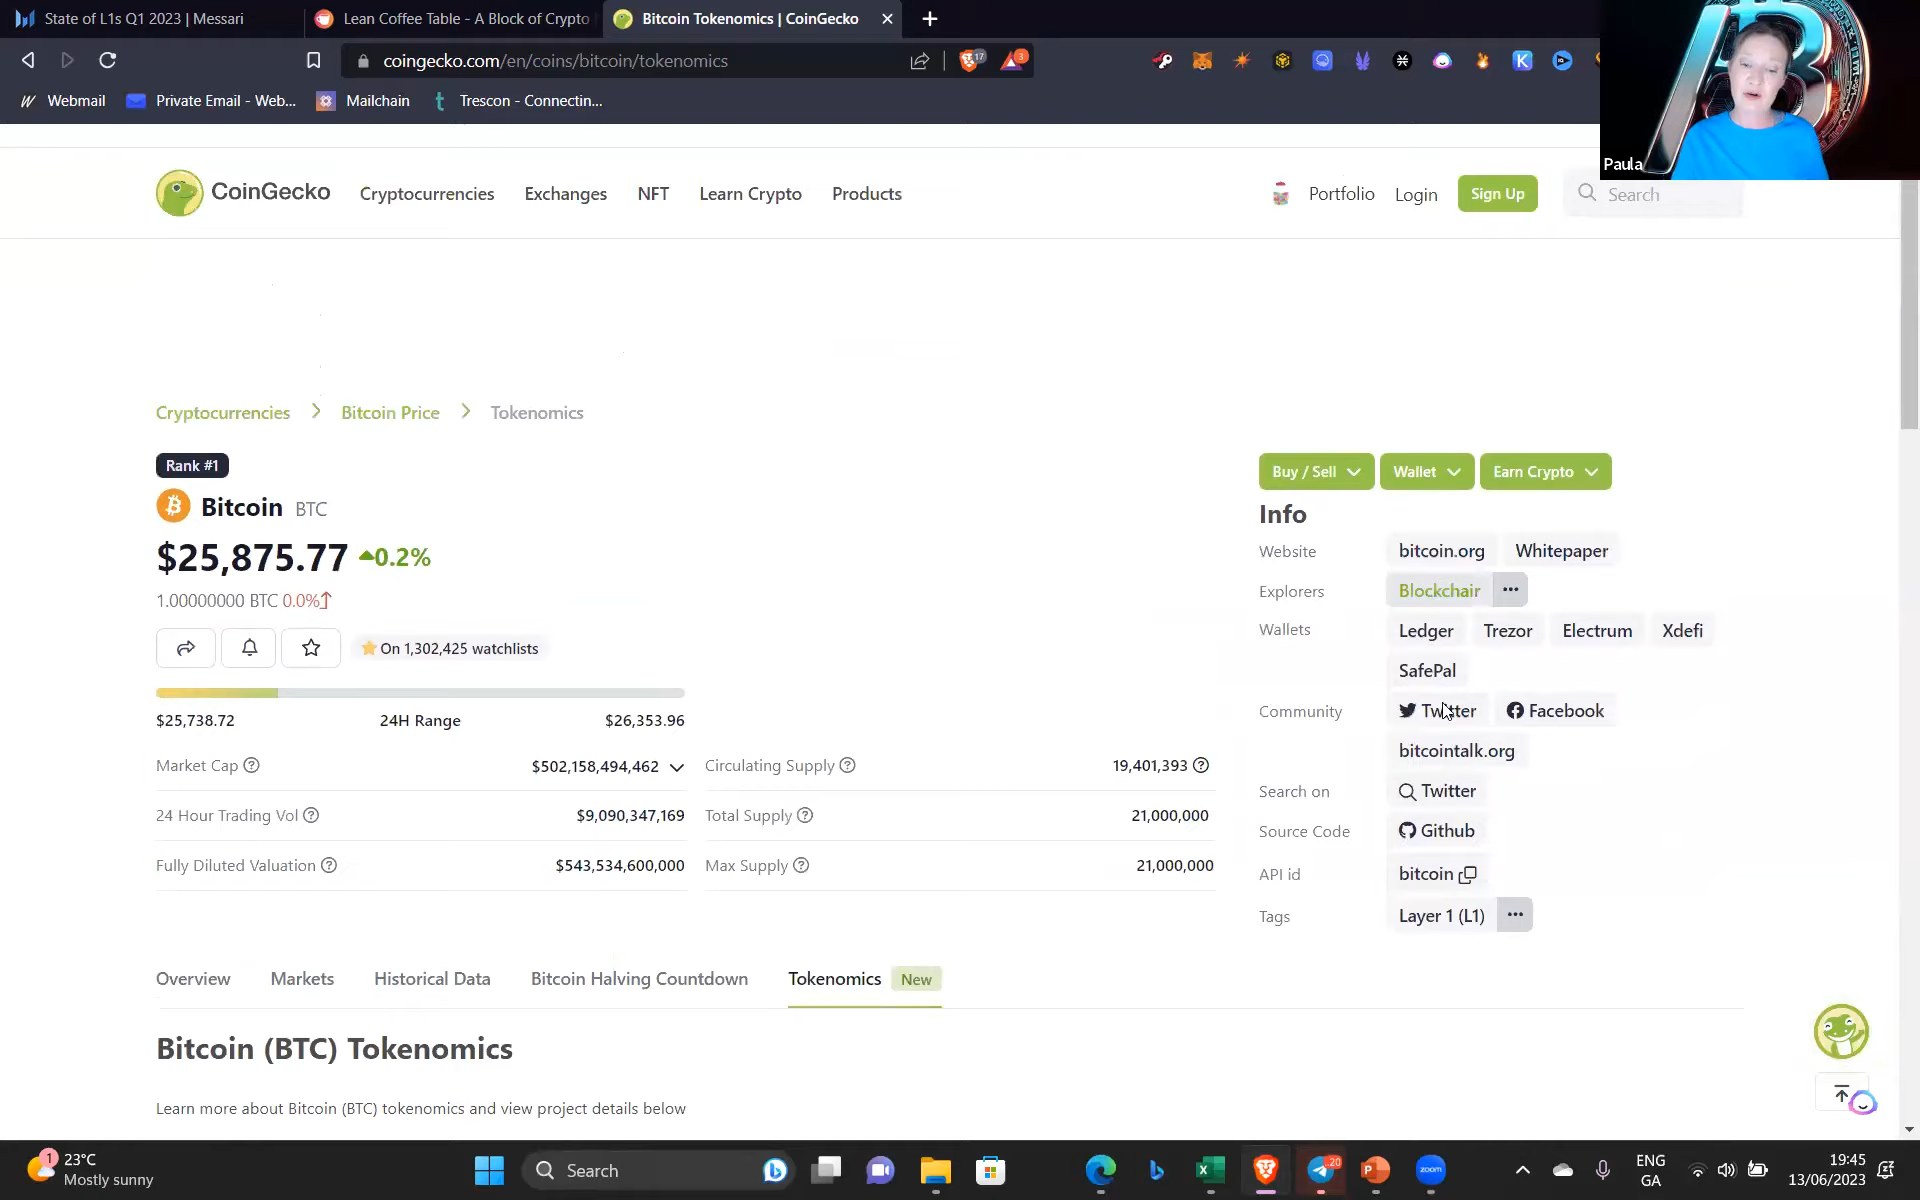 State of L1s Q1 2023 | Messari
Lean Coffee Table - A Block of Crypto
Bitcoin Tokenomics | CoinGecko
coingecko.com/en/coins/bitcoin/tokenomics
17
3
Webmail
Private Email - Web...
Mailchain
Trescon - Connectin...
Paula
CoinGecko
Cryptocurrencies
Exchanges
NFT
Learn Crypto
Products
Portfolio
Login
Sign Up
Search
Cryptocurrencies > Bitcoin Price > Tokenomics
Rank #1
Bitcoin BTC
$25,875.77 0.2%
1.00000000 BTC 0.0%
On 1,302,425 watchlists
$25,738.72 24H Range $26,353.96
Market Cap $502,158,494,462
24 Hour Trading Vol $9,090,347,169
Fully Diluted Valuation $543,534,600,000
Circulating Supply 19,401,393
Total Supply 21,000,000
Max Supply 21,000,000
Buy / Sell
Wallet
Earn Crypto
Info
Website bitcoin.org Whitepaper
Explorers Blockchair ...
Wallets Ledger Trezor Electrum Xdefi
SafePal
Community Twitter Facebook
bitcointalk.org
Search on Twitter
Source Code Github
API id bitcoin
Tags Layer 1 (L1) ...
Overview
Markets
Historical Data
Bitcoin Halving Countdown
Tokenomics New
Bitcoin (BTC) Tokenomics
Learn more about Bitcoin (BTC) tokenomics and view project details below
1
23°C
Mostly sunny
Search
20
zoom
ENG
GA
19:45
13/06/2023